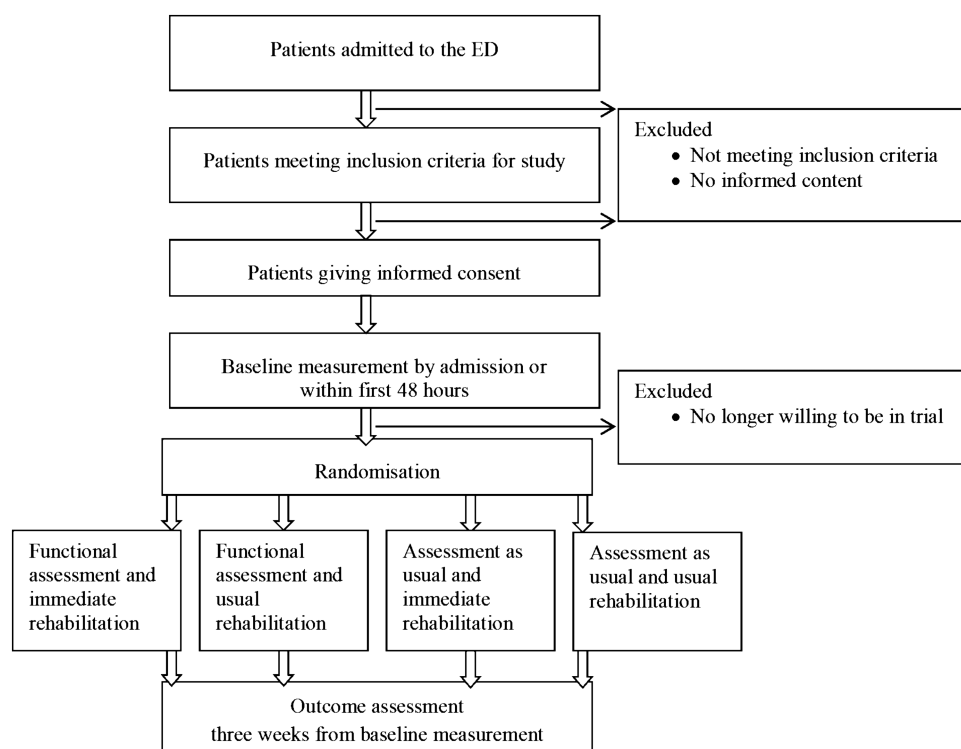 Patients admitted to the ED
Excluded
• Not meeting inclusion criteria
• No informed content
Patients meeting inclusion criteria for study
Patients giving informed consent
Baseline measurement by admission or
within first 48 hours
Excluded
• No longer willing to be in trial
Randomisation
Functional
assessment and
immediate
rehabilitation
Functional
assessment and
usual
rehabilitation
Assessment as
usual and
immediate
rehabilitation
Assessment as
usual and usual
rehabilitation
Outcome assessment
three weeks from baseline measurement